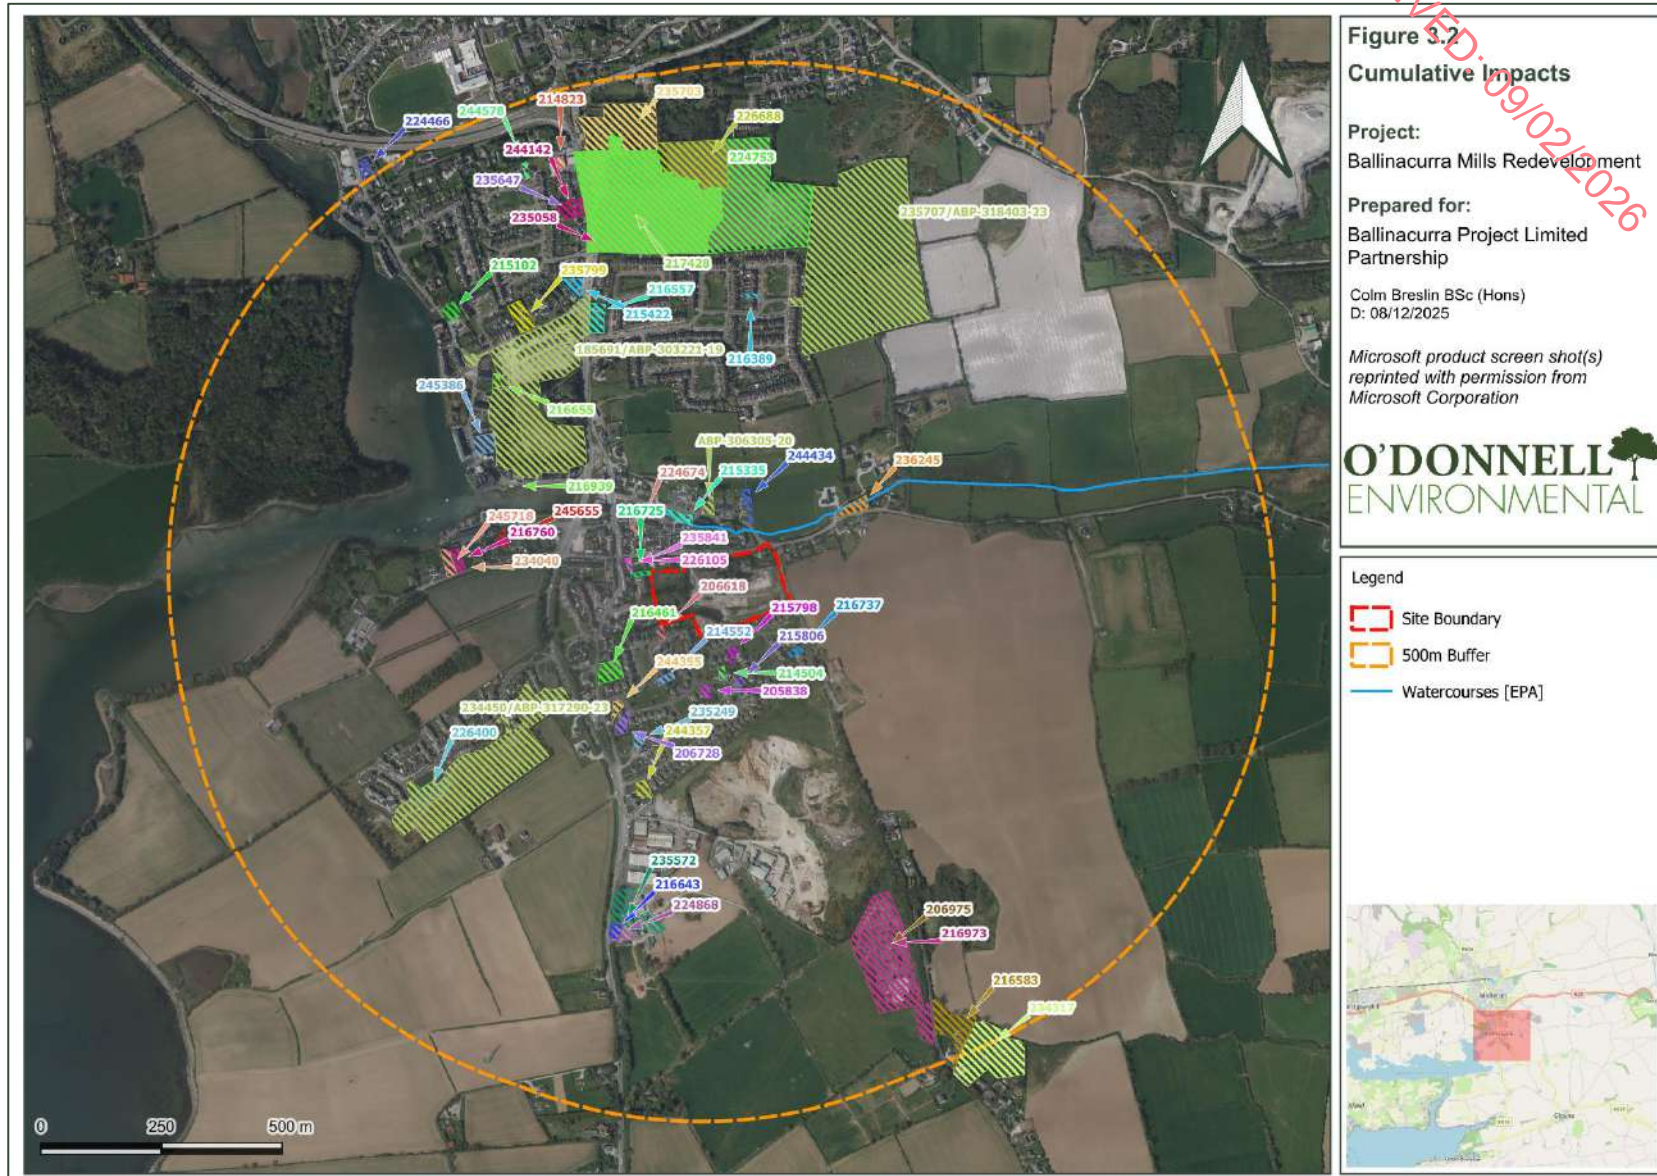 Figure 3.2
Cumulative Impacts
Project:
Ballinacurra Mills Redevelopment
Prepared for:
Ballinacurra Project Limited
Partnership
Colm Breslin BSc (Hons)
D: 08/12/2025
Microsoft product screen shot(s)
reprinted with permission from
Microsoft Corporation
O'DONNELL
ENVIRONMENTAL
VED: 09/02/2026
Legend
Site Boundary
500m Buffer
Watercourses [EPA]
235703
214823
244578
224466
226688
244142
224753
235647
235058
235707/ABP-318403-23
217428
215102
235799
216557
215422
185691/ABP-303221-19
216389
245386
216655
ABP-306305-20
244434
224674
215335
236245
216939
245718
245655
216725
216760
235841
234040
226105
206618
216461
215798
216737
214552
215806
244355
214504
205838
234450/ABP-317290-23
235249
226400
244357
206728
235572
216643
224868
206975
216973
216583
0
250
500 m